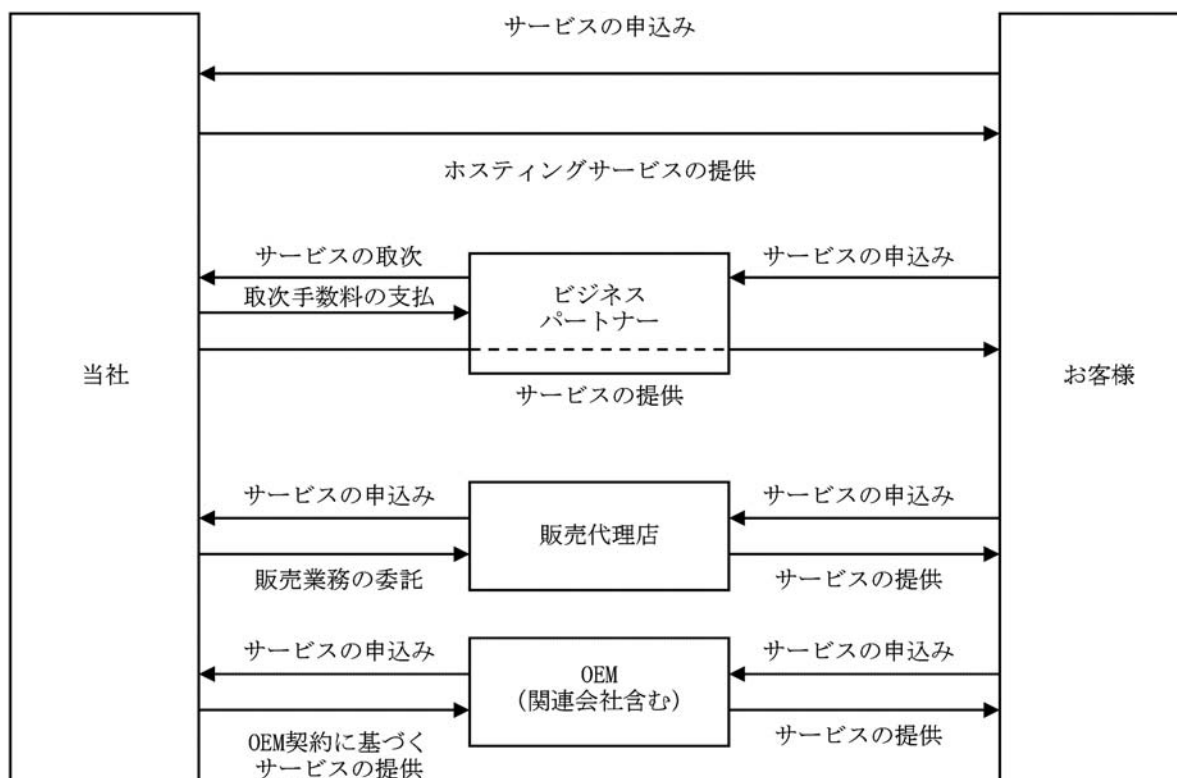 サービスの申込み
ホスティングサービスの提供
サービスの取次
サービスの申込み
取次手数料の支払
ビジネス
パートナー
当社
お客様
サービスの提供
サービスの申込み
サービスの申込み
販売代理店
販売業務の委託
サービスの提供
サービスの申込み
サービスの申込み
OEM
(関連会社含む)
OEM契約に基づく
サービスの提供
サービスの提供